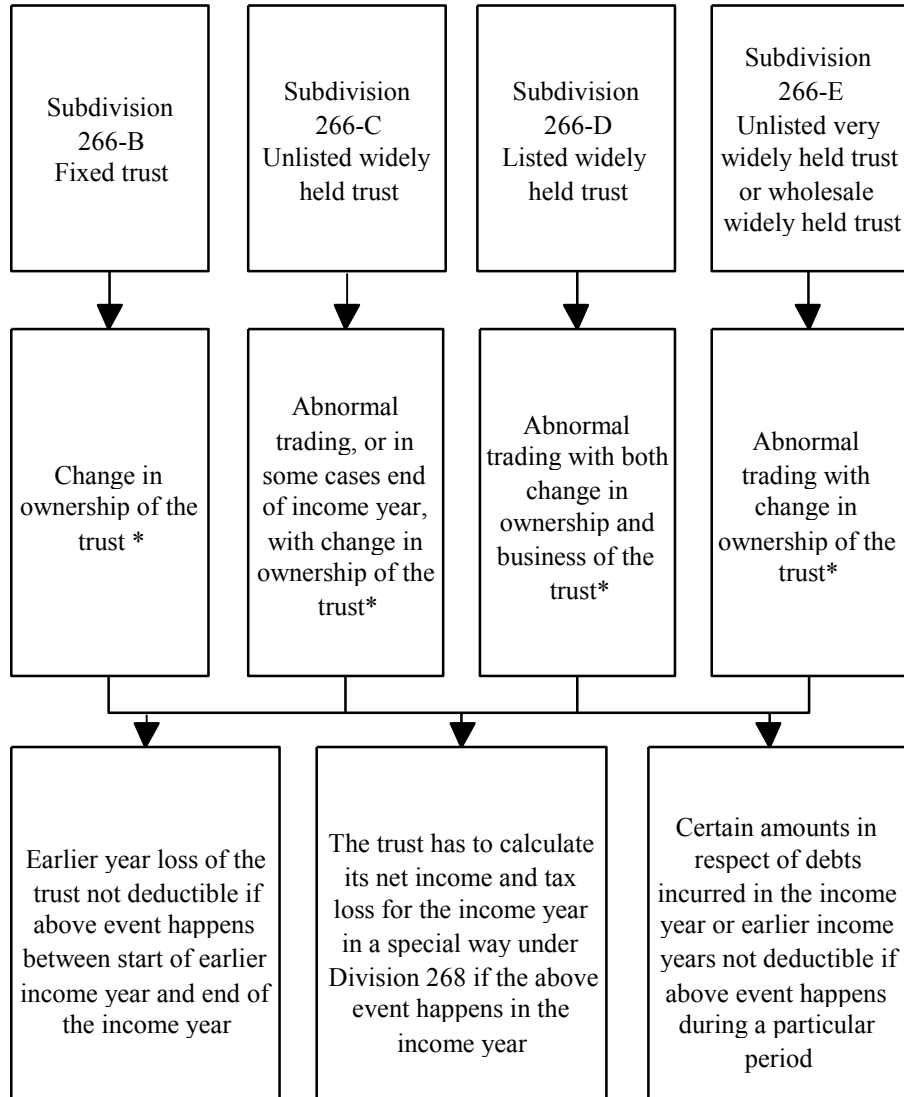 Subdivision
266-B
Fixed trust
Subdivision
266-C
Unlisted widely
held trust
Subdivision
266-D
Listed widely
held trust
Subdivision
266-E
Unlisted very
widely held trust
or wholesale
widely held trust
Change in
ownership of the
trust *
Abnormal
trading, or in
some cases end
of income year,
with change in
ownership of the
trust*
Abnormal
trading with both
change in
ownership and
business of the
trust*
Abnormal
trading with
change in
ownership of the
trust*
Earlier year loss of the
trust not deductible if
above event happens
between start of earlier
income year and end of
the income year
The trust has to calculate
its net income and tax
loss for the income year
in a special way under
Division 268 if the above
event happens in the
income year
Certain amounts in
respect of debts
incurred in the income
year or earlier income
years not deductible if
above event happens
during a particular
period